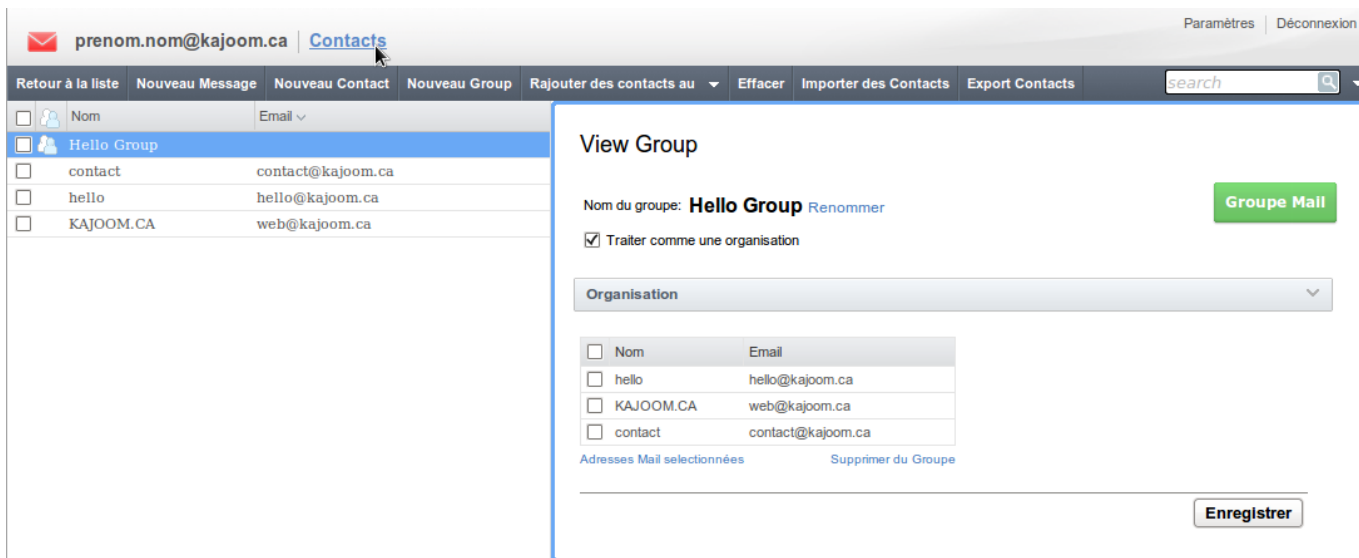 Paramètres Déconnexion
prenom.nom@kajoom.ca Contacts
Retour à la liste Nouveau Message Nouveau Contact Nouveau Group Rajouter des contacts au Effacer Importer des Contacts Export Contacts search
Nom Email
Hello Group
contact contact@kajoom.ca
hello hello@kajoom.ca
KAJOOM.CA web@kajoom.ca
View Group
Nom du groupe: Hello Group Renommer
Groupe Mail
Traiter comme une organisation
Organisation
Nom Email
hello hello@kajoom.ca
KAJOOM.CA web@kajoom.ca
contact contact@kajoom.ca
Adresses Mail selectionnées Supprimer du Groupe
Enregistrer